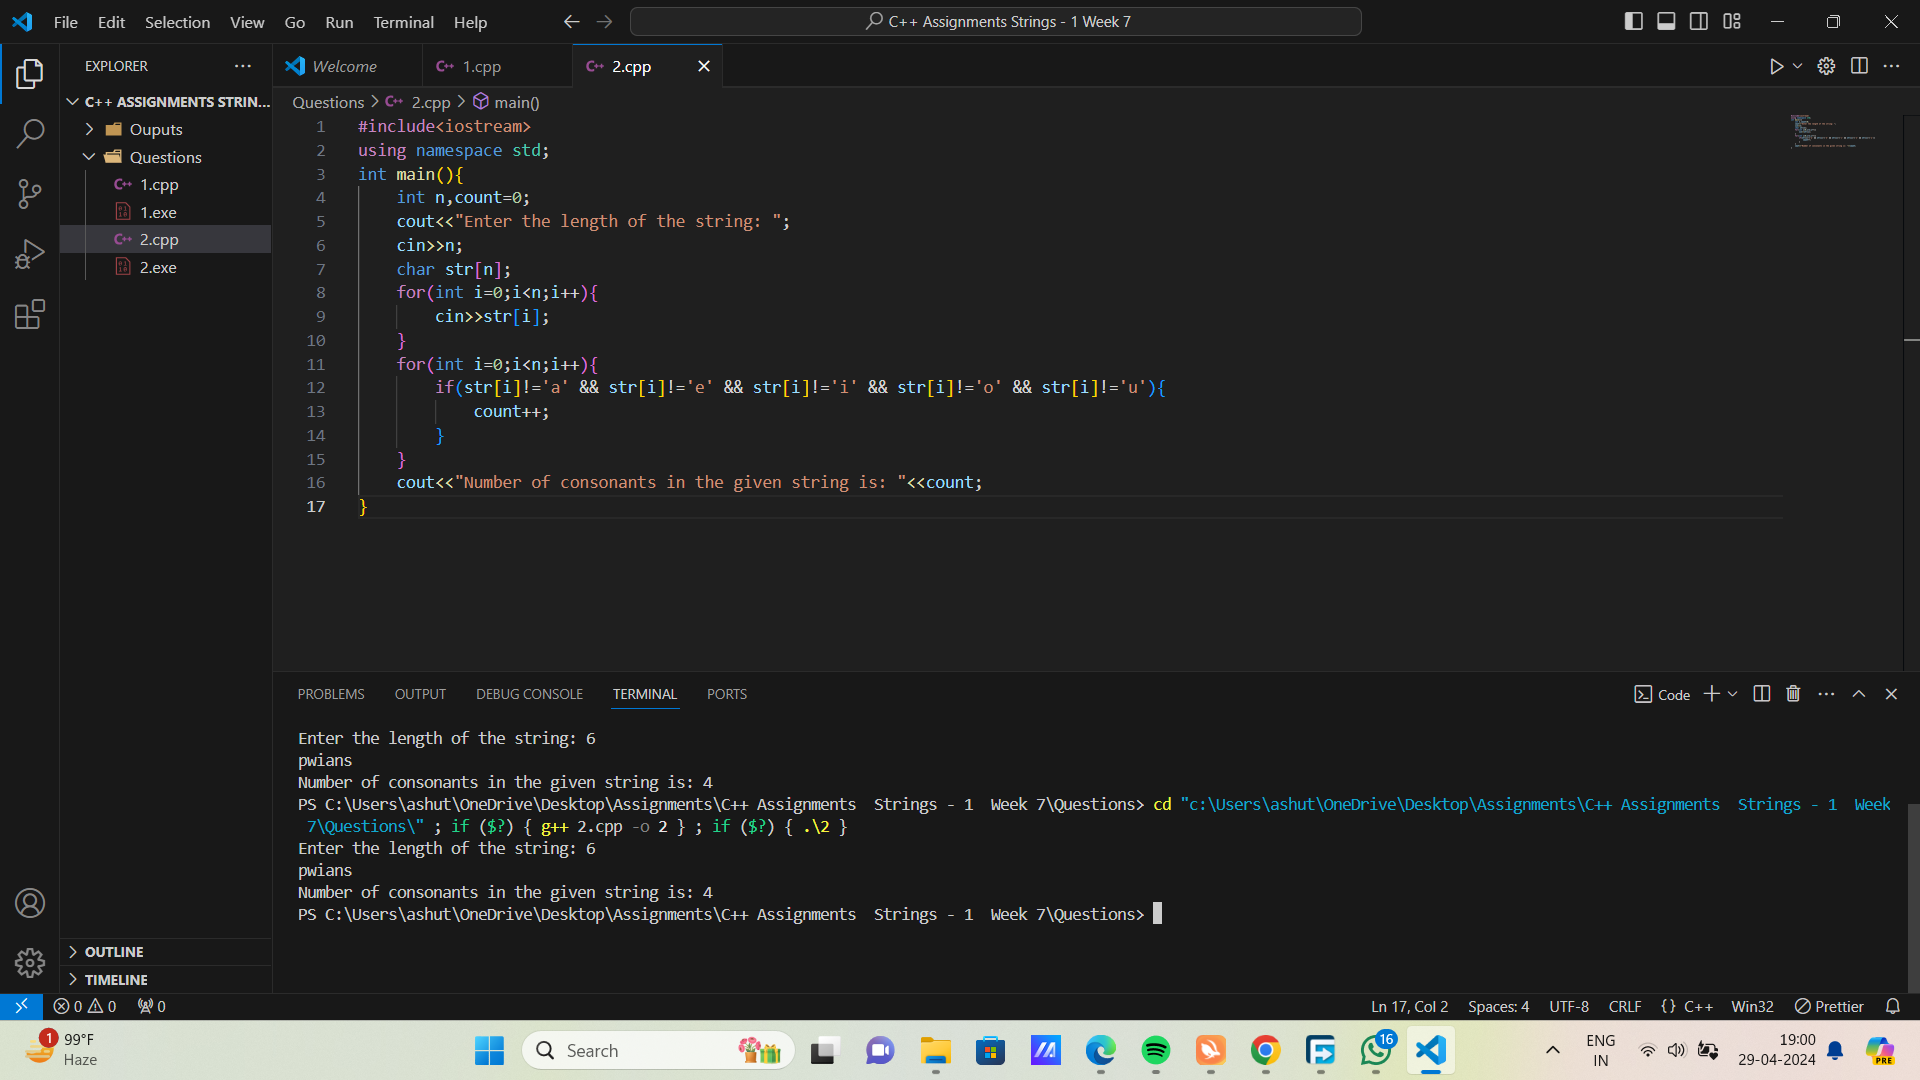 File Edit Selection View Go Run Terminal Help
C++ Assignments Strings - 1 Week 7
EXPLORER
C++ ASSIGNMENTS STRIN...
Ouputs
Questions
1.cpp
1.exe
2.cpp
2.exe
OUTLINE
TIMELINE
Welcome
1.cpp
2.cpp
Questions > 2.cpp > main()
1 #include<iostream>
2 using namespace std;
3 int main(){
4     int n,count=0;
5     cout<<"Enter the length of the string: ";
6     cin>>n;
7     char str[n];
8     for(int i=0;i<n;i++){
9         cin>>str[i];
10     }
11     for(int i=0;i<n;i++){
12         if(str[i]!='a' && str[i]!='e' && str[i]!='i' && str[i]!='o' && str[i]!='u'){
13             count++;
14         }
15     }
16     cout<<"Number of consonants in the given string is: "<<count;
17 }
PROBLEMS OUTPUT DEBUG CONSOLE TERMINAL PORTS
Code
Enter the length of the string: 6
pwians
Number of consonants in the given string is: 4
PS C:\Users\ashut\OneDrive\Desktop\Assignments\C++ Assignments  Strings - 1  Week 7\Questions> cd "c:\Users\ashut\OneDrive\Desktop\Assignments\C++ Assignments  Strings - 1  Week
 7\Questions\" ; if ($?) { g++ 2.cpp -o 2 } ; if ($?) { .\2 }
Enter the length of the string: 6
pwians
Number of consonants in the given string is: 4
PS C:\Users\ashut\OneDrive\Desktop\Assignments\C++ Assignments  Strings - 1  Week 7\Questions>
0 0 0
Ln 17, Col 2 Spaces: 4 UTF-8 CRLF {} C++ Win32 Prettier
1
99°F
Haze
Search
16
ENG
IN
19:00
29-04-2024
PRE